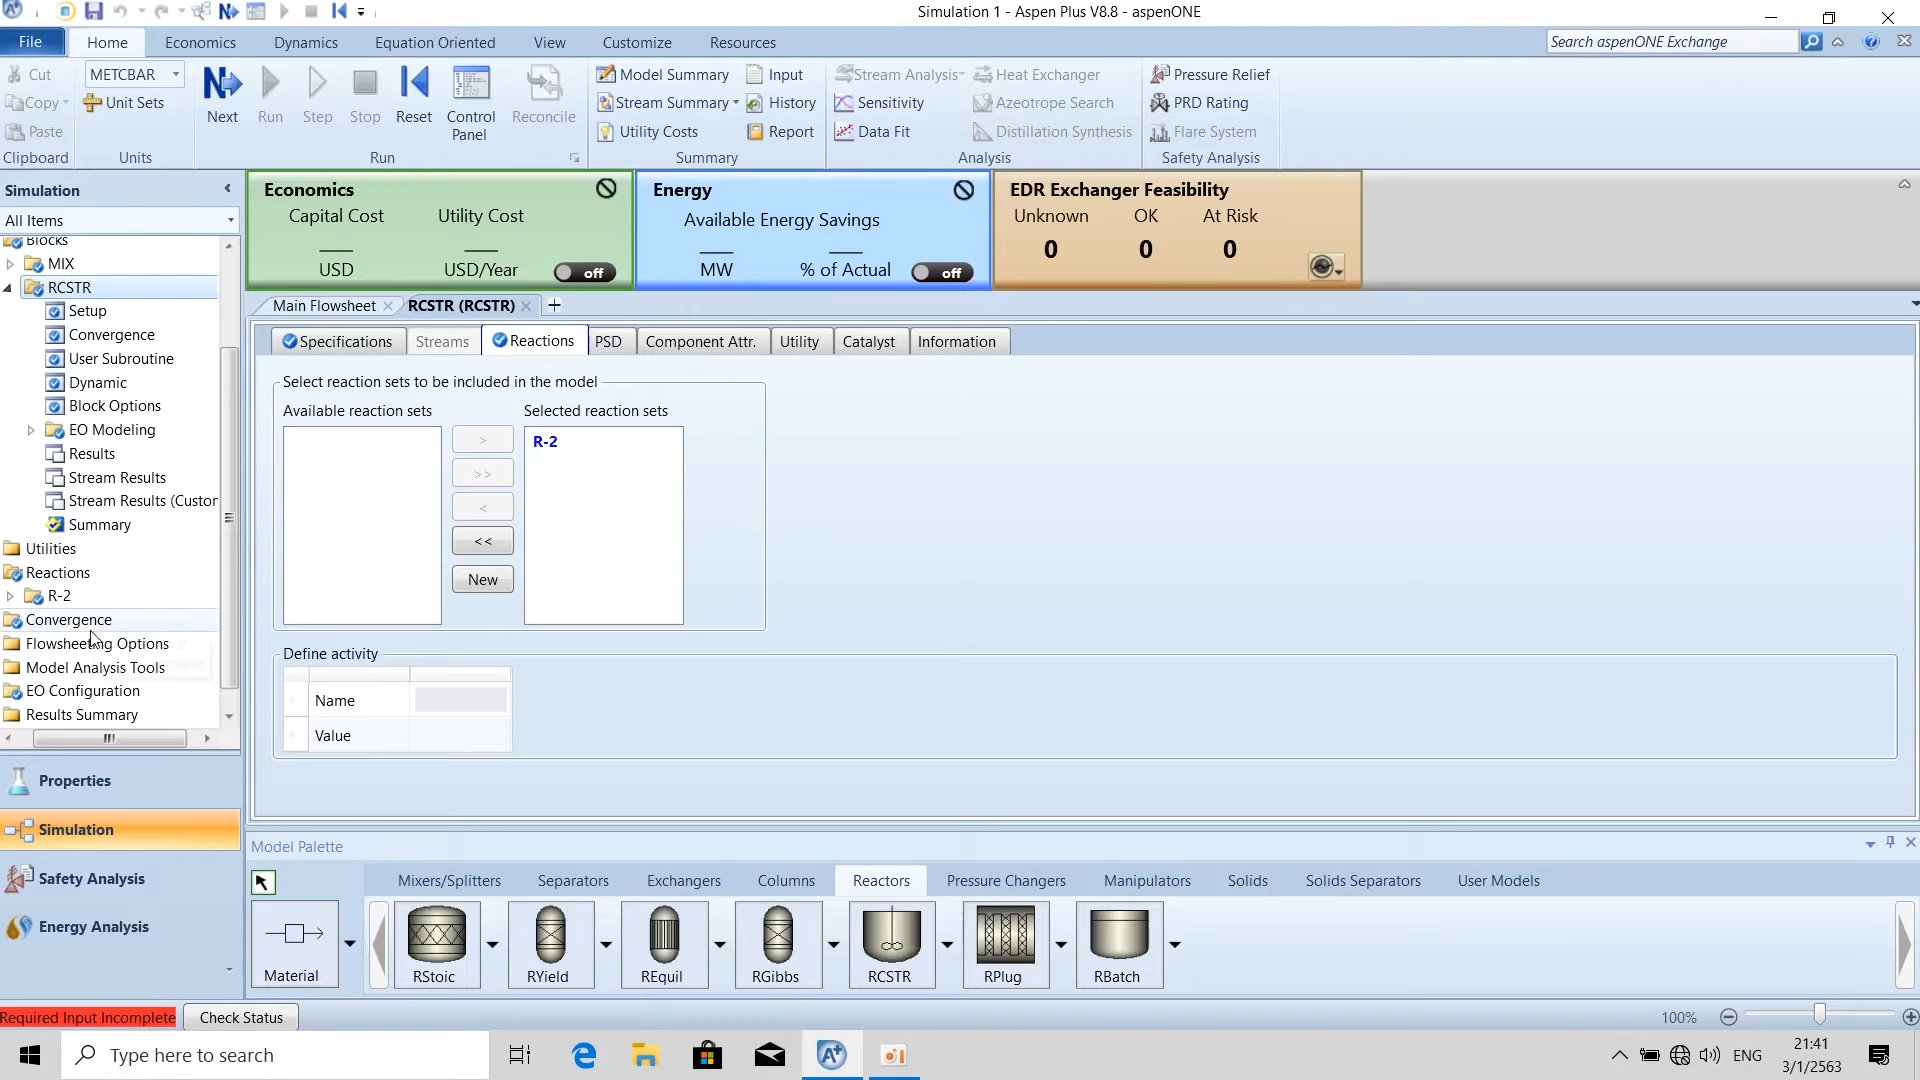 Simulation 1 - Aspen Plus V8.8 - aspenONE
File
Home
Economics
Dynamics
Equation Oriented
View
Customize
Resources
Search aspenONE Exchange
Cut
Copy
Paste
Clipboard
METCBAR
Unit Sets
Units
Next
Run
Step
Stop
Reset
Control
Panel
Reconcile
Run
Model Summary
Input
Stream Summary
History
Utility Costs
Report
Summary
Stream Analysis
Heat Exchanger
Sensitivity
Azeotrope Search
Data Fit
Distillation Synthesis
Analysis
Pressure Relief
PRD Rating
Flare System
Safety Analysis
Simulation
All Items
Blocks
MIX
RCSTR
Setup
Convergence
User Subroutine
Dynamic
Block Options
EO Modeling
Results
Stream Results
Stream Results (Custor
Summary
Utilities
Reactions
R-2
Convergence
Flowsheeting Options
Model Analysis Tools
EO Configuration
Results Summary
Properties
Simulation
Safety Analysis
Energy Analysis
Economics
Capital Cost Utility Cost
USD USD/Year off
Energy
Available Energy Savings
MW % of Actual off
EDR Exchanger Feasibility
Unknown OK At Risk
0 0 0
Main Flowsheet
RCSTR (RCSTR)
Specifications
Streams
Reactions
PSD
Component Attr.
Utility
Catalyst
Information
Select reaction sets to be included in the model
Available reaction sets
Selected reaction sets
R-2
>
>>
<
<<
New
Define activity
Name
Value
Model Palette
Mixers/Splitters
Separators
Exchangers
Columns
Reactors
Pressure Changers
Manipulators
Solids
Solids Separators
User Models
Material
RStoic
RYield
REquil
RGibbs
RCSTR
RPlug
RBatch
Required Input Incomplete
Check Status
100%
Type here to search
ENG
21:41
3/1/2563